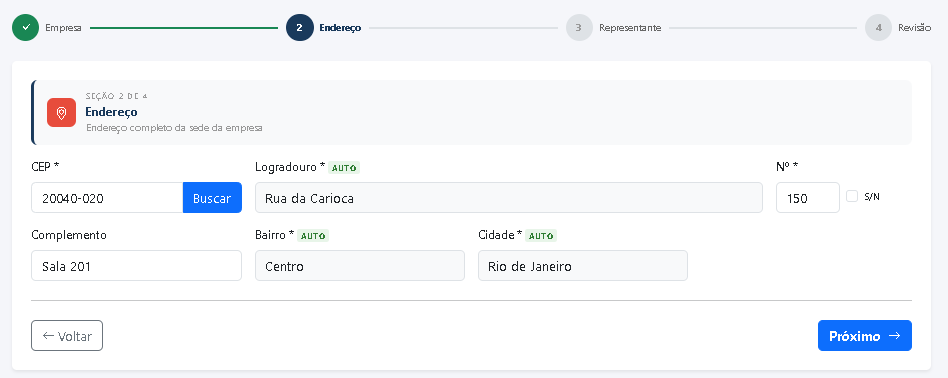 Empresa 2 Endereço 3 Representante 4 Revisão
SEÇÃO 2 DE 4
Endereço
Endereço completo da sede da empresa
CEP * Logradouro * AUTO Nº *
20040-020 Buscar Rua da Carioca 150 S/N
Complemento Bairro * AUTO Cidade * AUTO
Sala 201 Centro Rio de Janeiro
← Voltar Próximo →